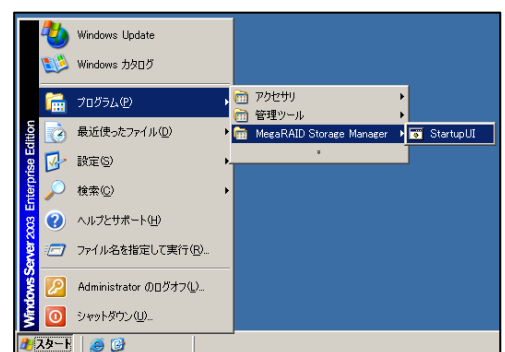 Windows Update
Windows カタログ
プログラム(P)
最近使ったファイル(D)
設定(S)
検索(C)
ヘルプとサポート(H)
ファイル名を指定して実行(R)...
Administrator のログオフ(L)...
シャットダウン(U)...
Windows Server 2003 Enterprise Edition
アクセサリ
管理ツール
MegaRAID Storage Manager
StartupUI
スタート